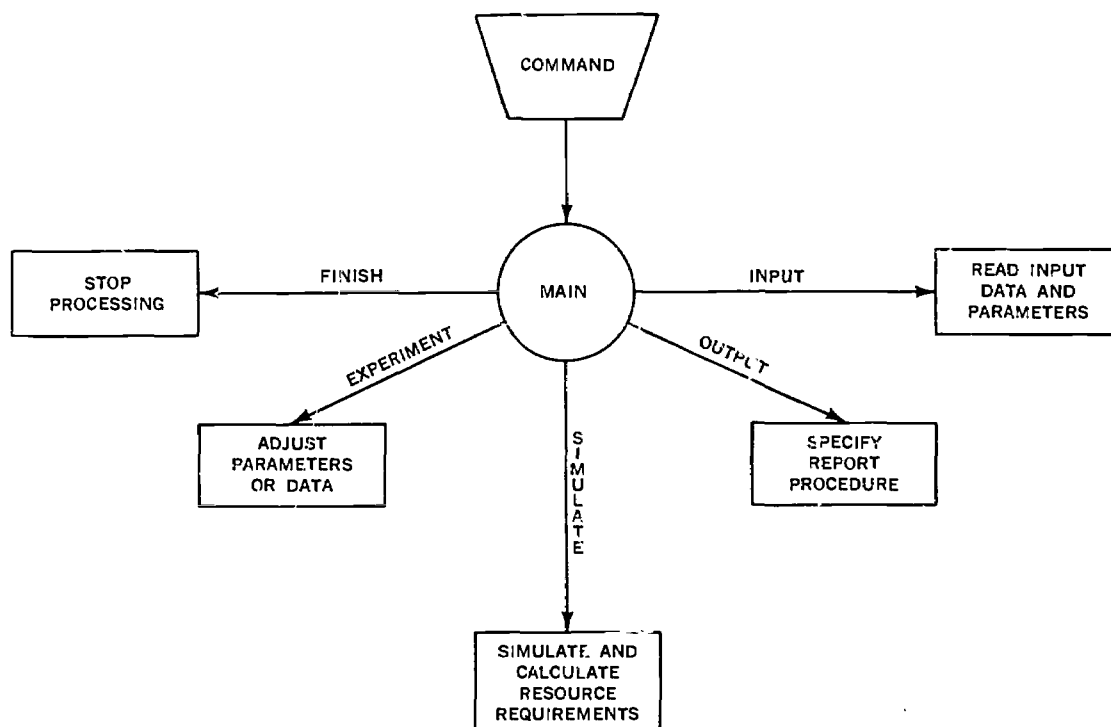 COMMAND
MAIN
FINISH
INPUT
STOP
PROCESSING
READ INPUT
DATA AND
PARAMETERS
EXPERIMENT
OUTPUT
ADJUST
PARAMETERS
OR DATA
SPECIFY
REPORT
PROCEDURE
SIMULATE
SIMULATE AND
CALCULATE
RESOURCE
REQUIREMENTS